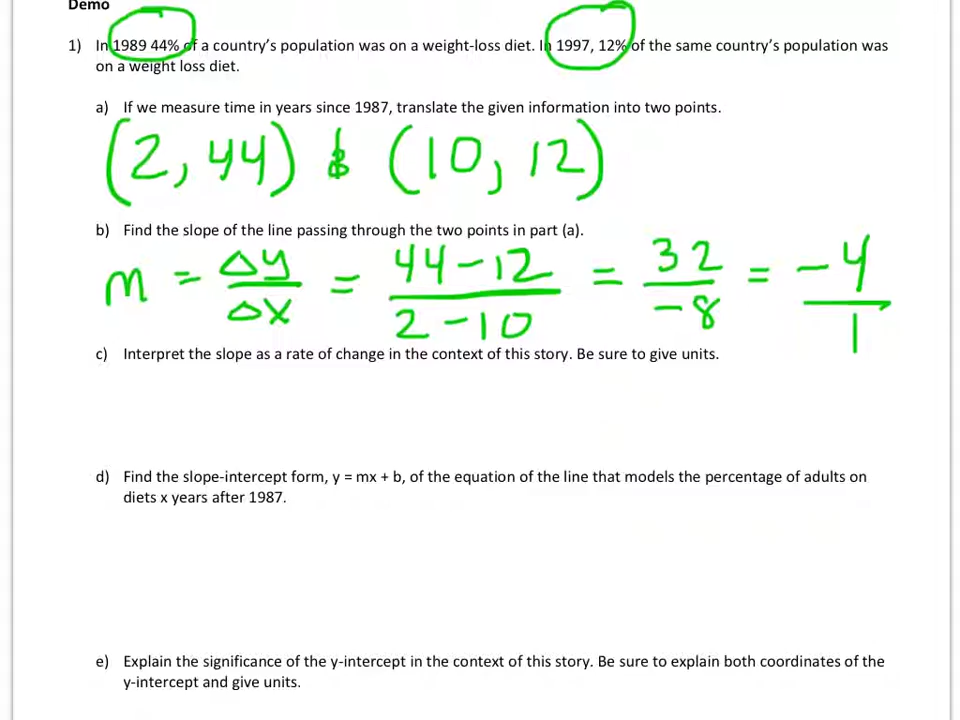 Demo
1) In 1989 44% of a country's population was on a weight-loss diet. In 1997, 12% of the same country's population was
on a weight loss diet.
a) If we measure time in years since 1987, translate the given information into two points.
(2, 44) & (10, 12)
b) Find the slope of the line passing through the two points in part (a).
m = Δy/Δx = 44-12/2-10 = 32/-8 = -4/1
c) Interpret the slope as a rate of change in the context of this story. Be sure to give units.
d) Find the slope-intercept form, y = mx + b, of the equation of the line that models the percentage of adults on
diets x years after 1987.
e) Explain the significance of the y-intercept in the context of this story. Be sure to explain both coordinates of the
y-intercept and give units.